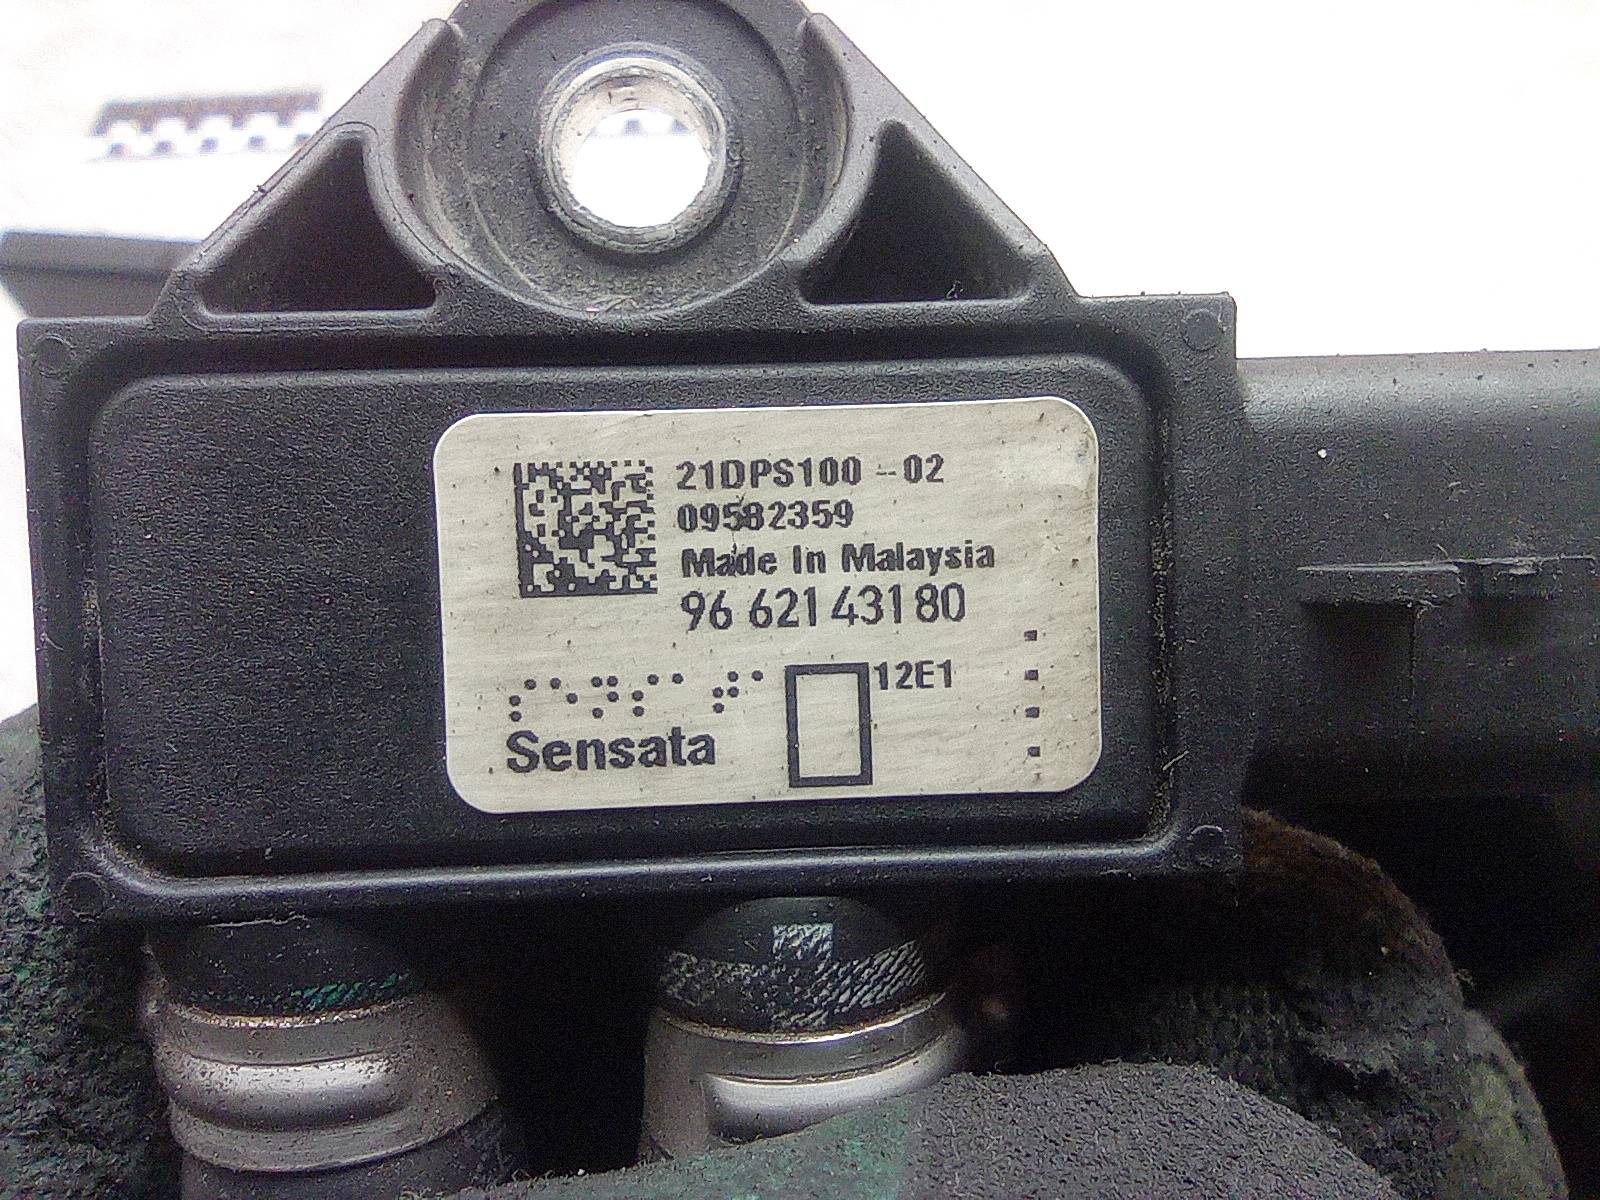 21DPS100-02
09582359
Made In Malaysia
96 621 431 80
12E1
Sensata